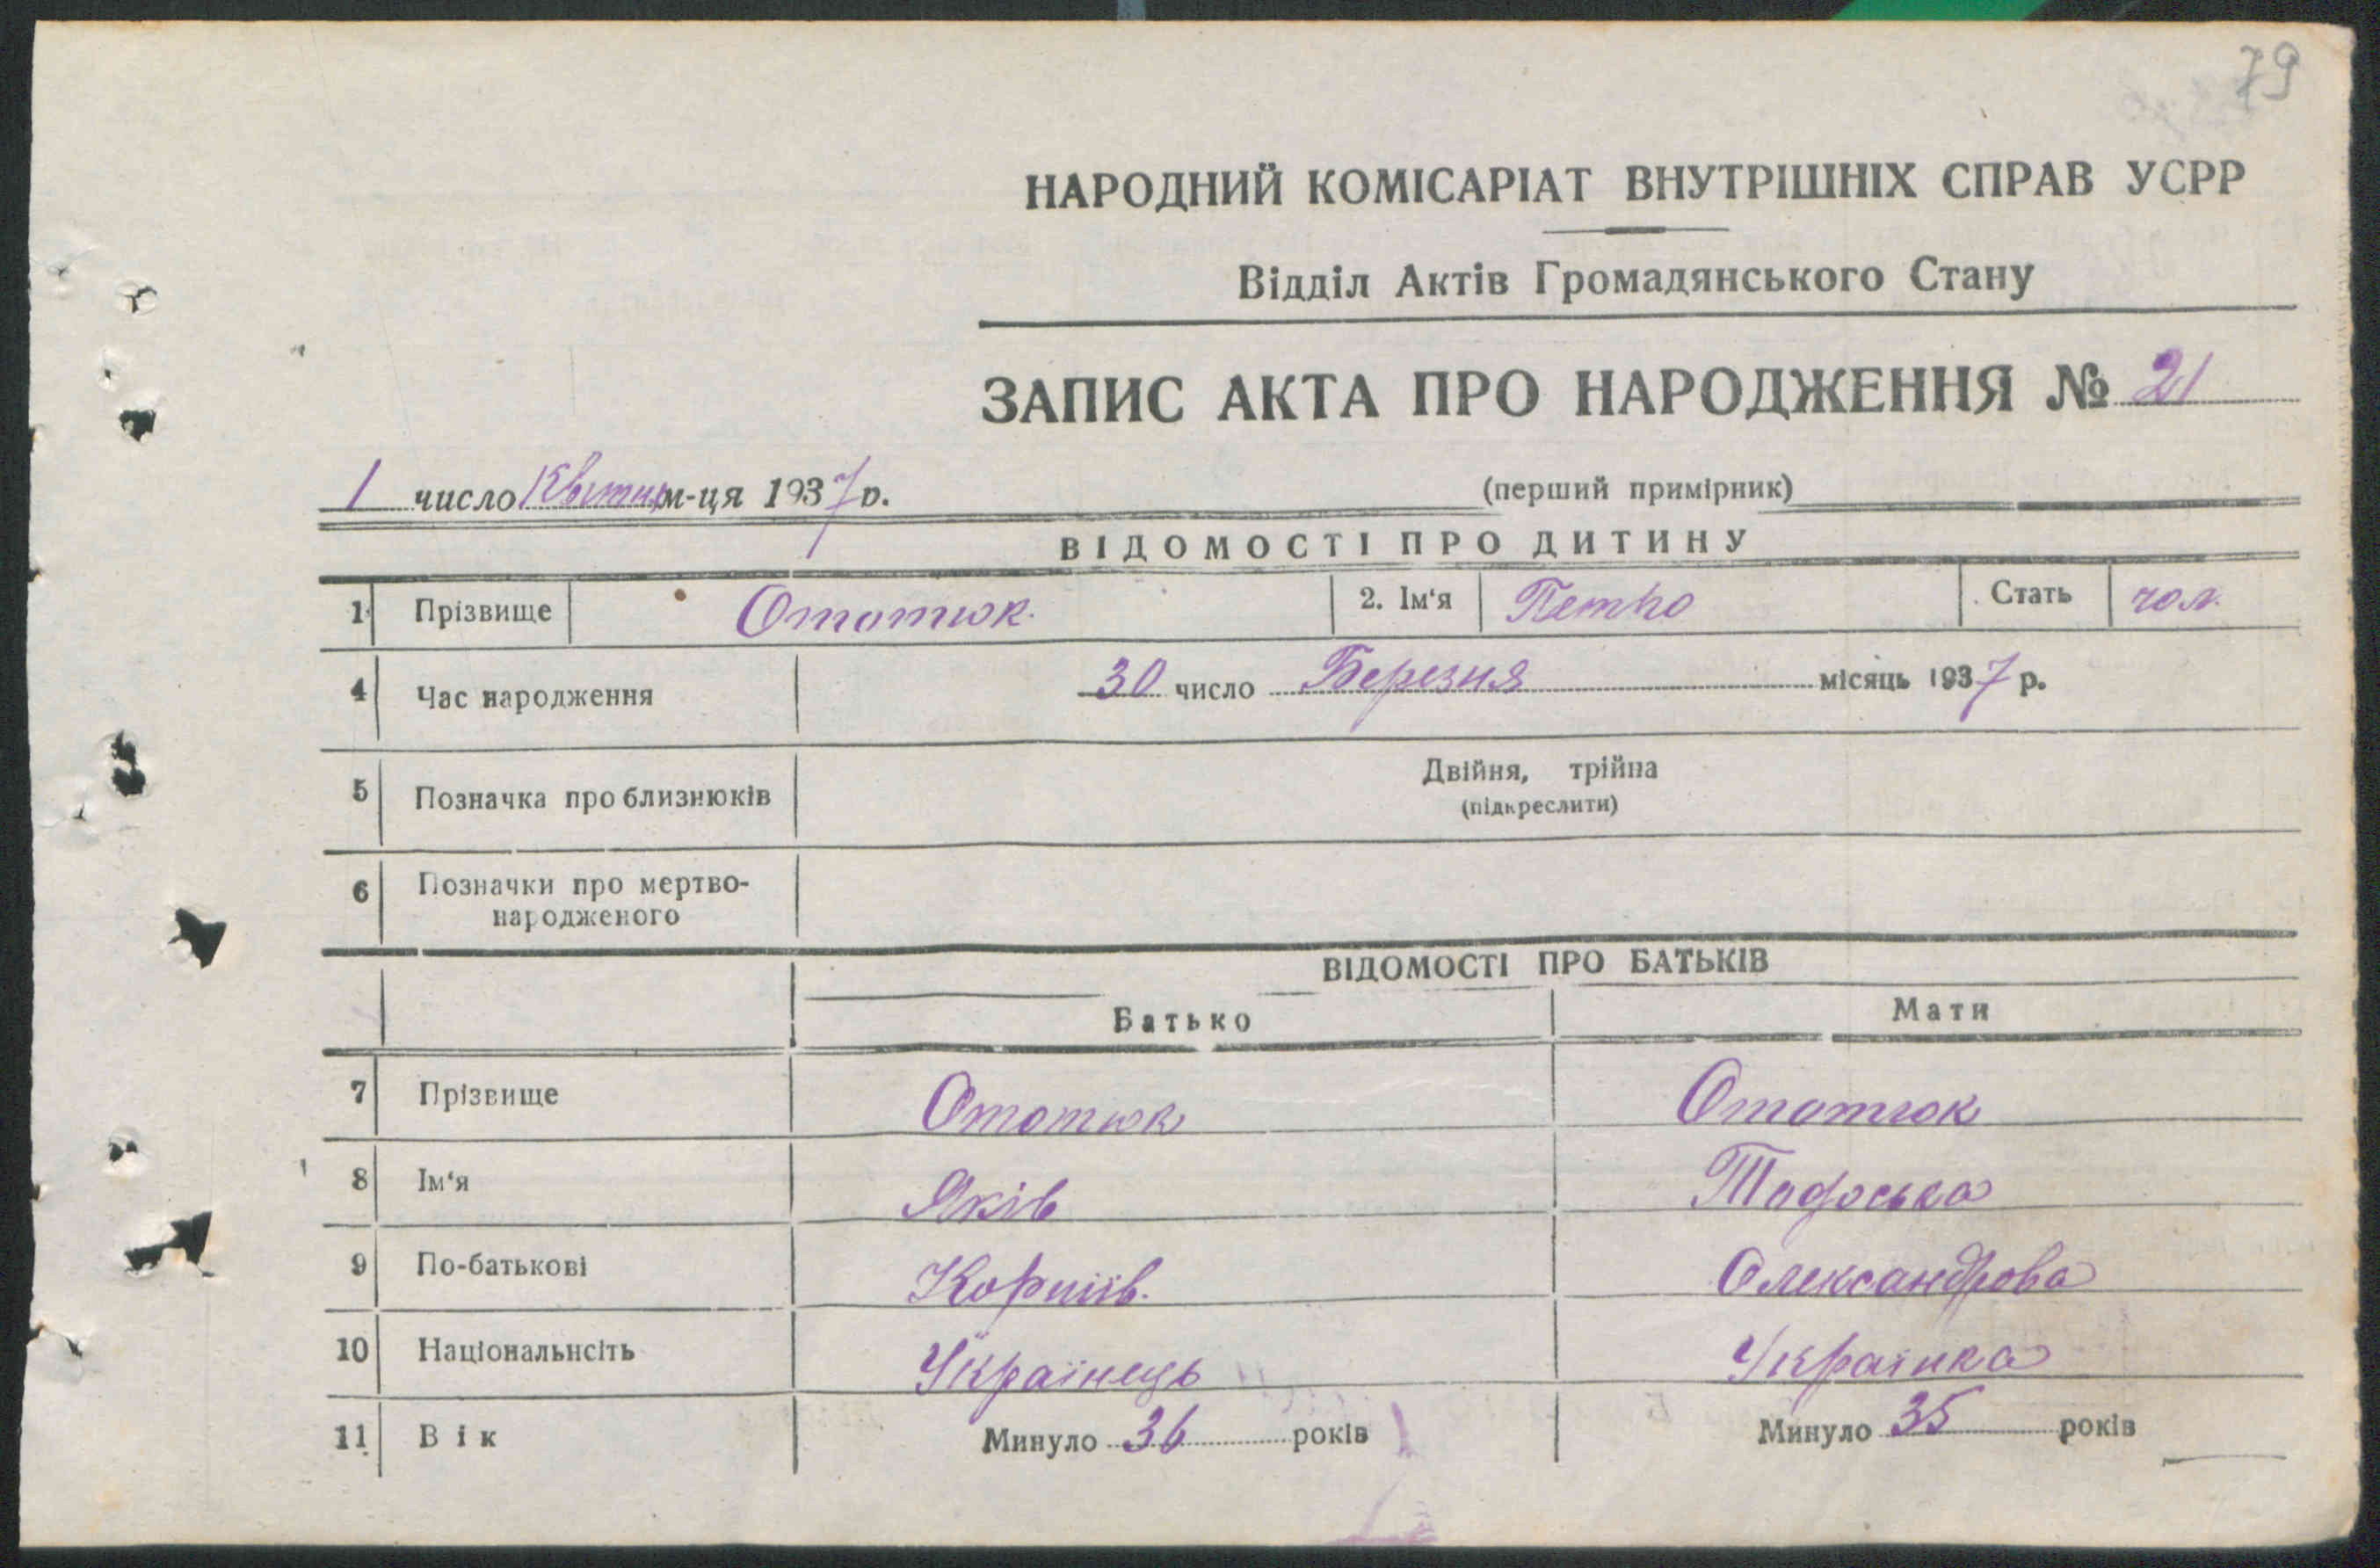 79
НАРОДНИЙ КОМІСАРІАТ ВНУТРІШНІХ СПРАВ УСРР
Відділ Актів Громадянського Стану
ЗАПИС АКТА ПРО НАРОДЖЕННЯ № 21
1 число Квітня м-ця 1937 р.
(перший примірник)
ВІДОМОСТІ ПРО ДИТИНУ
1 Прізвище Ототюк 2. Ім‘я Петро Стать чол.
4 Час народження 30 число Березня місяць 1937 р.
5 Позначка про близнюків Двійня, трійна
(підкреслити)
6 Позначки про мертво-
народженого
ВІДОМОСТІ ПРО БАТЬКІВ
Батько Мати
7 Прізвище Ототюк Ототюк
8 Ім‘я Яків Тодоська
9 По-батькові Олександрова
10 Національнсіть Українець Українка
11 Вік Минуло 36 років Минуло 35 років